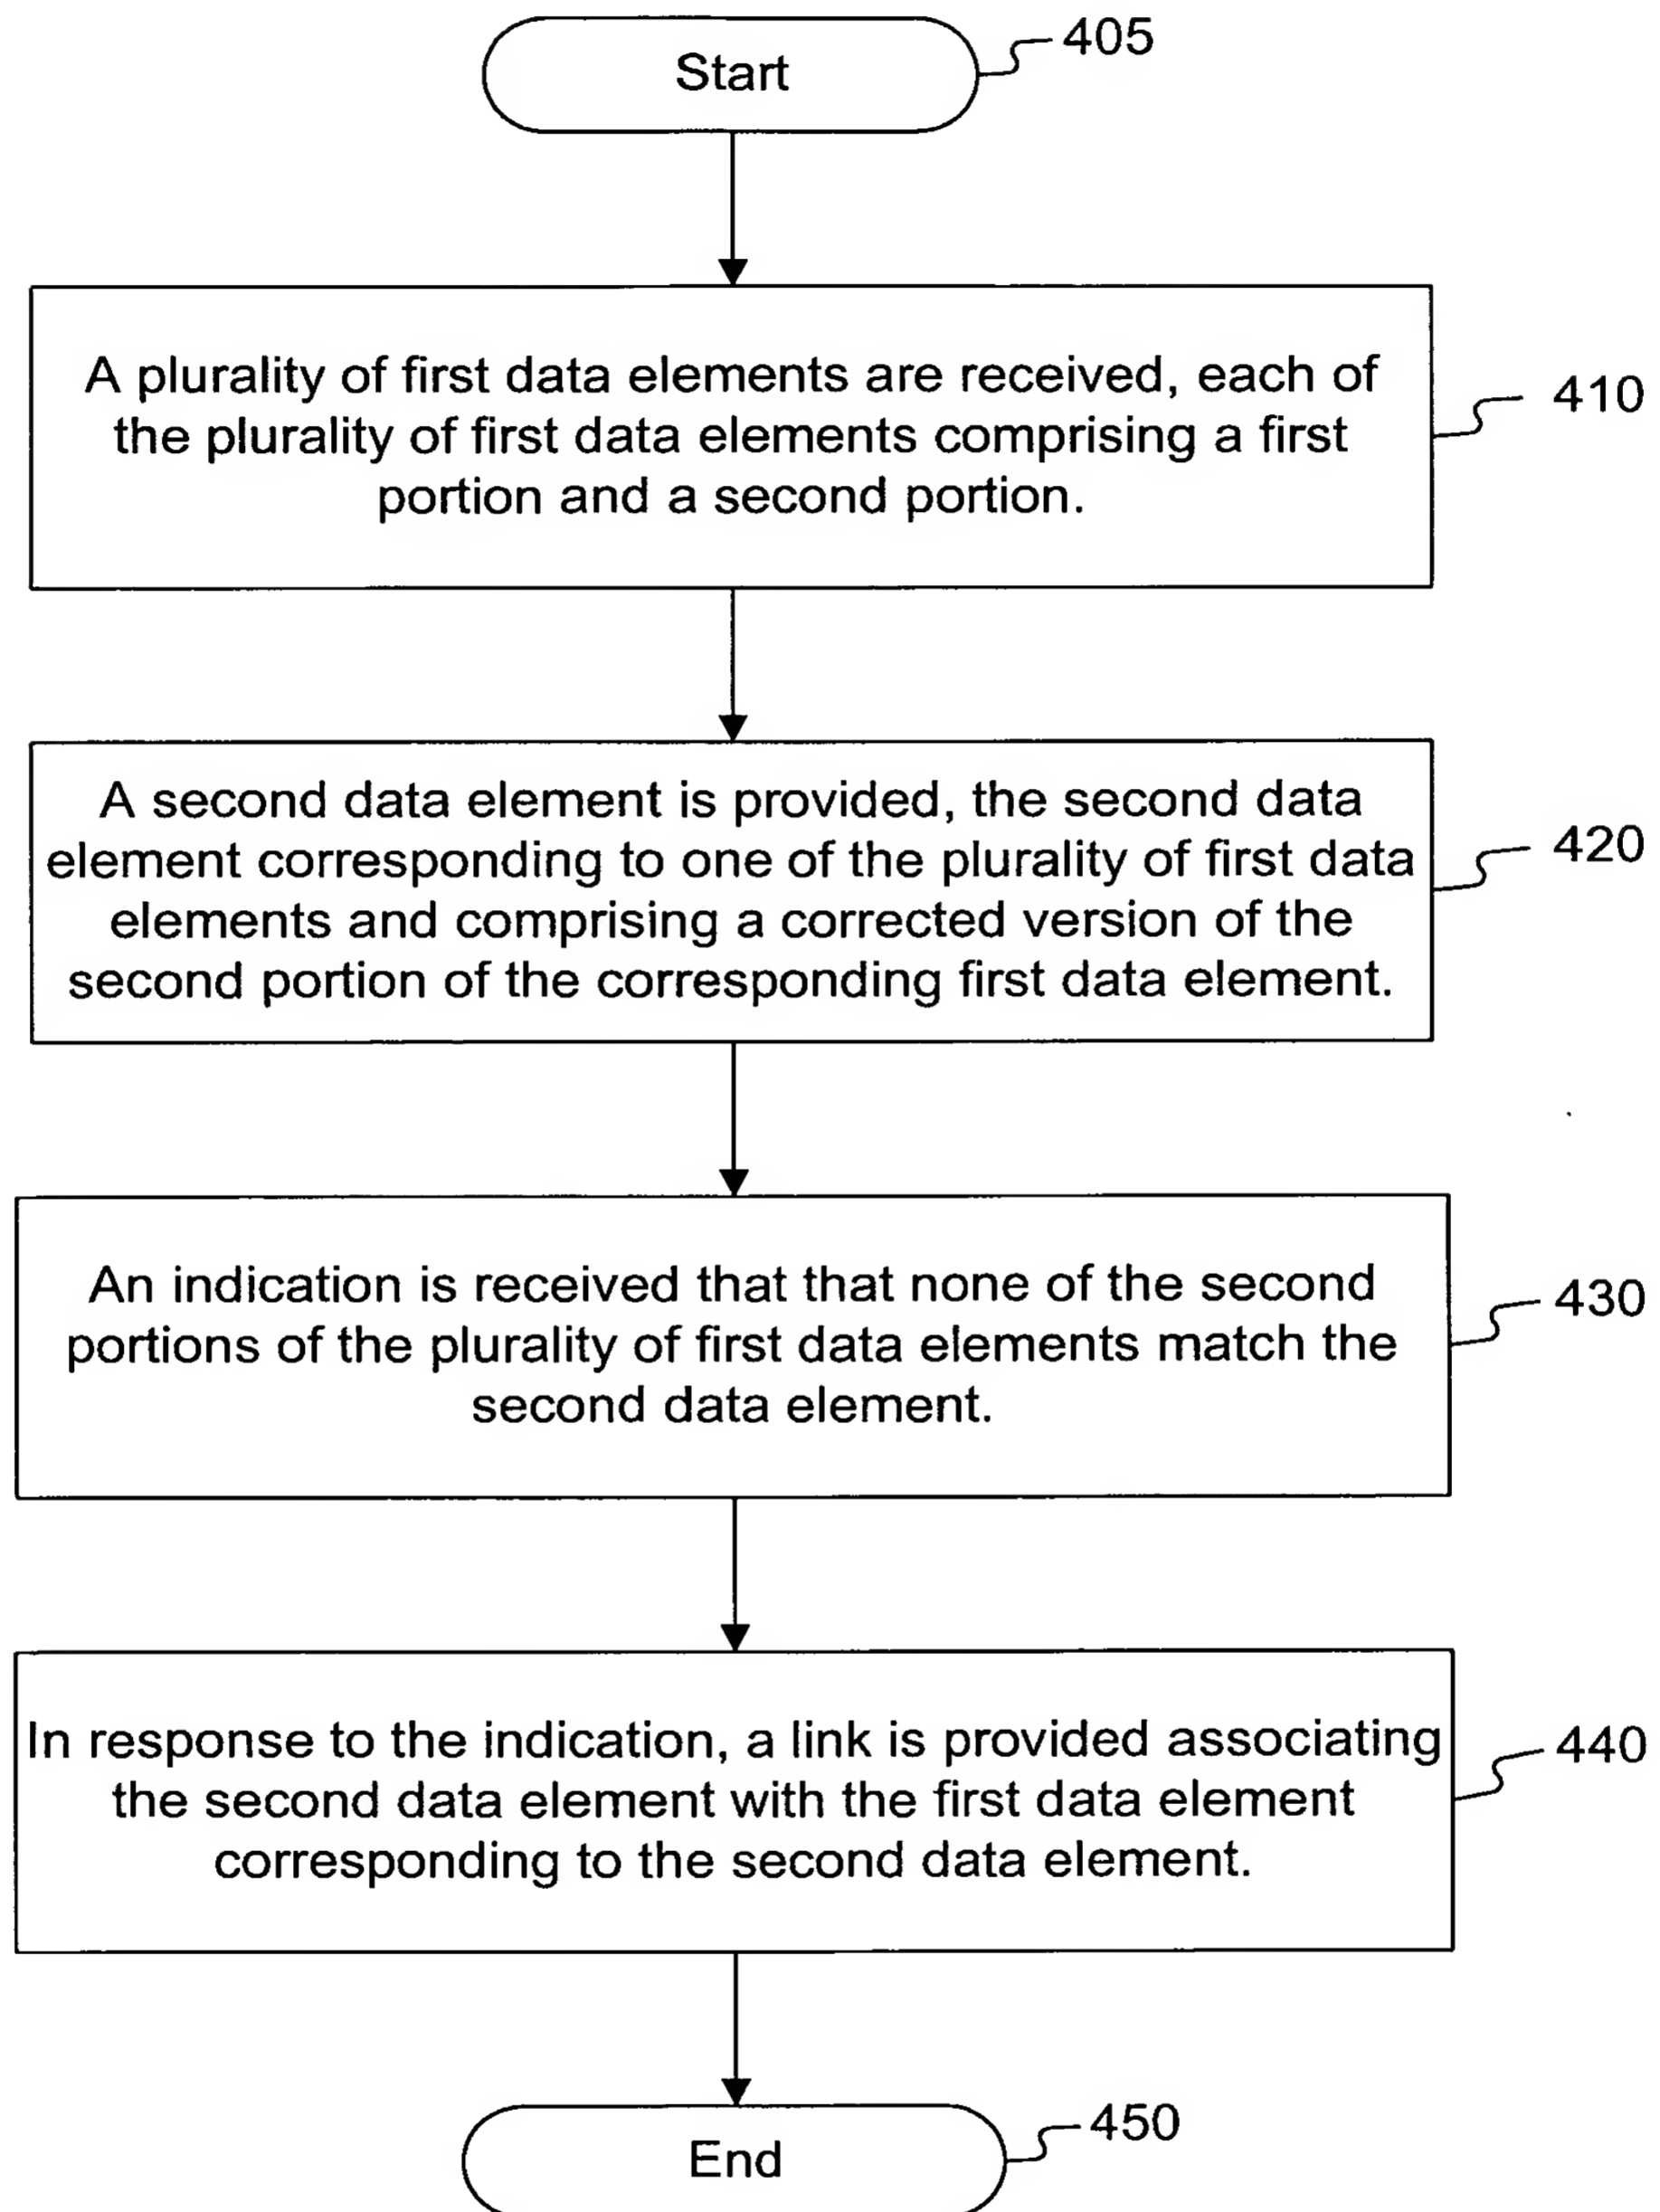 Start
405
A plurality of first data elements are received, each of
the plurality of first data elements comprising a first
portion and a second portion.
410
A second data element is provided, the second data
element corresponding to one of the plurality of first data
elements and comprising a corrected version of the
second portion of the corresponding first data element.
420
An indication is received that that none of the second
portions of the plurality of first data elements match the
second data element.
430
In response to the indication, a link is provided associating
the second data element with the first data element
corresponding to the second data element.
440
End
450